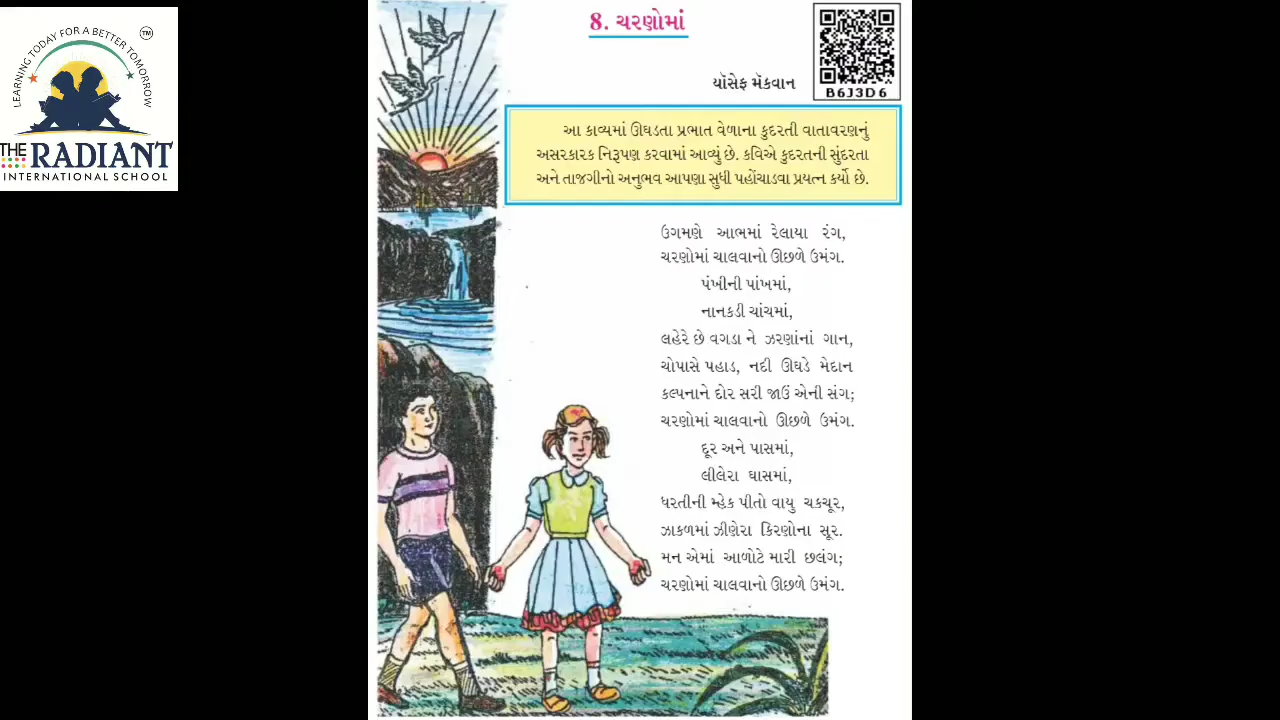 LEARNING TODAY FOR A BETTER TOMORROW
TM
THE RADIANT
INTERNATIONAL SCHOOL
8. ચરણોમાં
યૉસેફ મૅકવાન
B6J3D6
આ કાવ્યમાં ઊઘડતા પ્રભાત વેળાના કુદરતી વાતાવરણનું
અસરકારક નિરૂપણ કરવામાં આવ્યું છે. કવિએ કુદરતની સુંદરતા
અને તાજગીનો અનુભવ આપણા સુધી પહોંચાડવા પ્રયત્ન કર્યો છે.
ઉગમણે આભમાં રેલાયા રંગ,
ચરણોમાં ચાલવાનો ઊછળે ઉમંગ.
પંખીની પાંખમાં,
નાનકડી ચાંચમાં,
લહેરે છે વગડા ને ઝરણાંનાં ગાન,
ચોપાસે પહાડ, નદી ઊઘડે મેદાન
કલ્પનાને દોર સરી જાઉં એની સંગ;
ચરણોમાં ચાલવાનો ઊછળે ઉમંગ.
દૂર અને પાસમાં,
લીલેરા ઘાસમાં,
ધરતીની મ્હેક પીતો વાયુ ચકચૂર,
ઝાકળમાં ઝીણેરા કિરણોના સૂર.
મન એમાં આળોટે મારી છલંગ;
ચરણોમાં ચાલવાનો ઊછળે ઉમંગ.